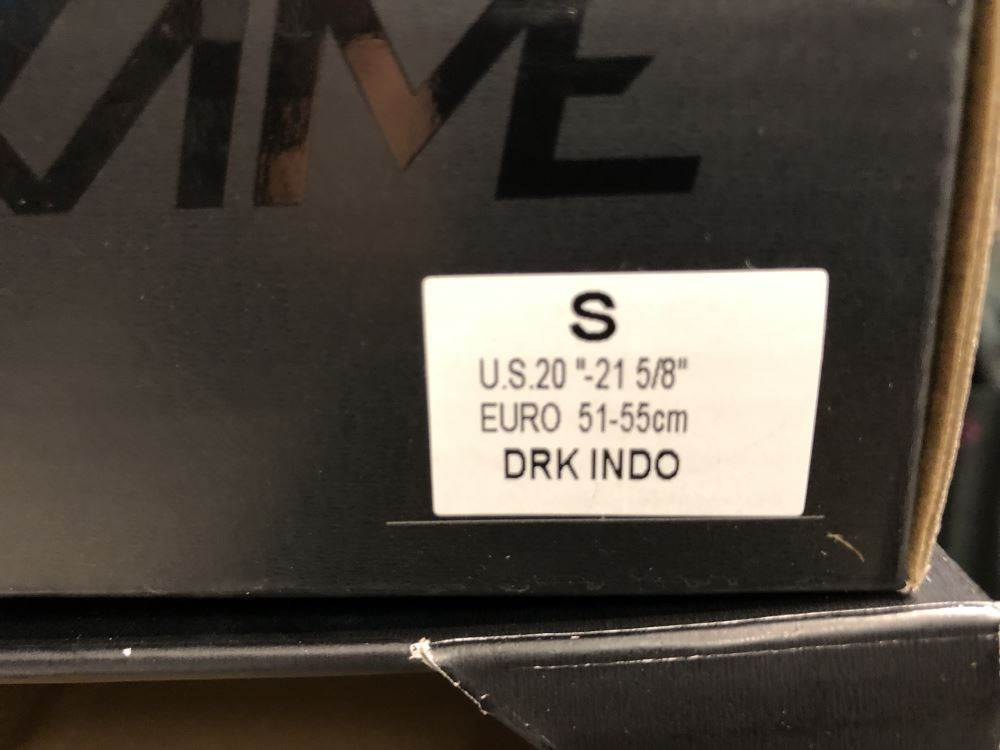 S
U.S.20 "-21 5/8"
EURO 51-55cm
DRK INDO